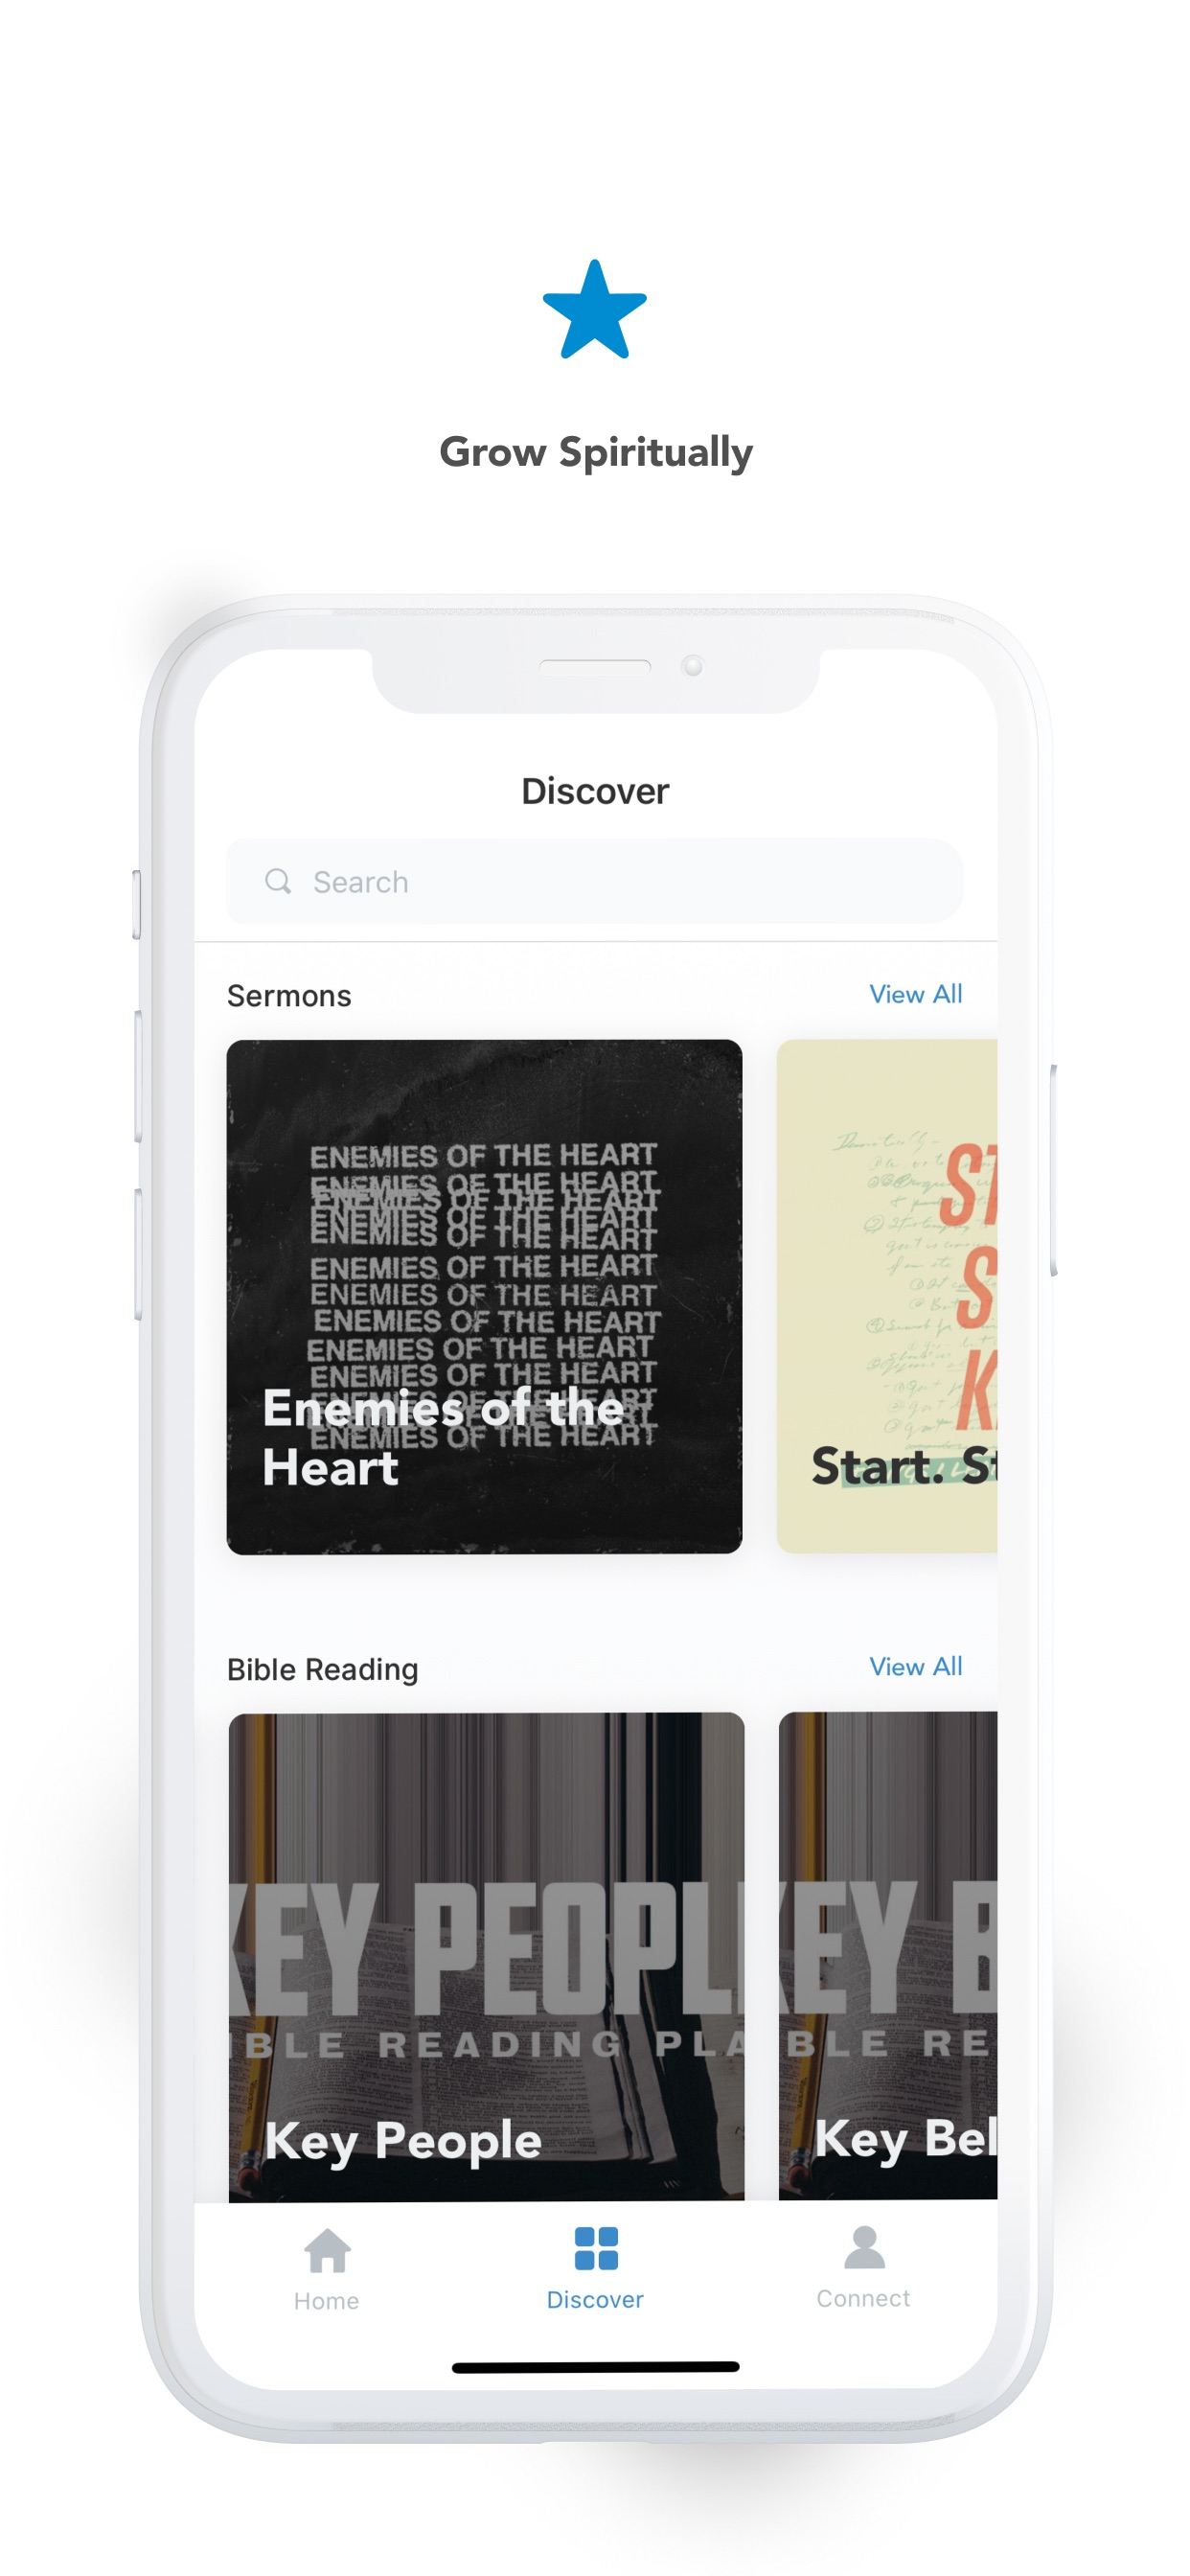 Grow Spiritually
Discover
Search
Sermons
View All
ENEMIES OF THE HEART
ENEMIES OF THE HEART
ENEMIES OF THE HEART
ENEMIES OF THE HEART
ENEMIES OF THE HEART
ENEMIES OF THE HEART
ENEMIES OF THE HEART
ENEMIES OF THE HEART
ENEMIES OF THE HEART
ENEMIES OF THE HEART
ENEMIES OF THE HEART
Enemies of the
Heart
ST
S
K
Start. St
Bible Reading
View All
KEY PEOPL
IBLE READING PLA
Key People
KEY B
BLE RE
Key Bel
Home
Discover
Connect